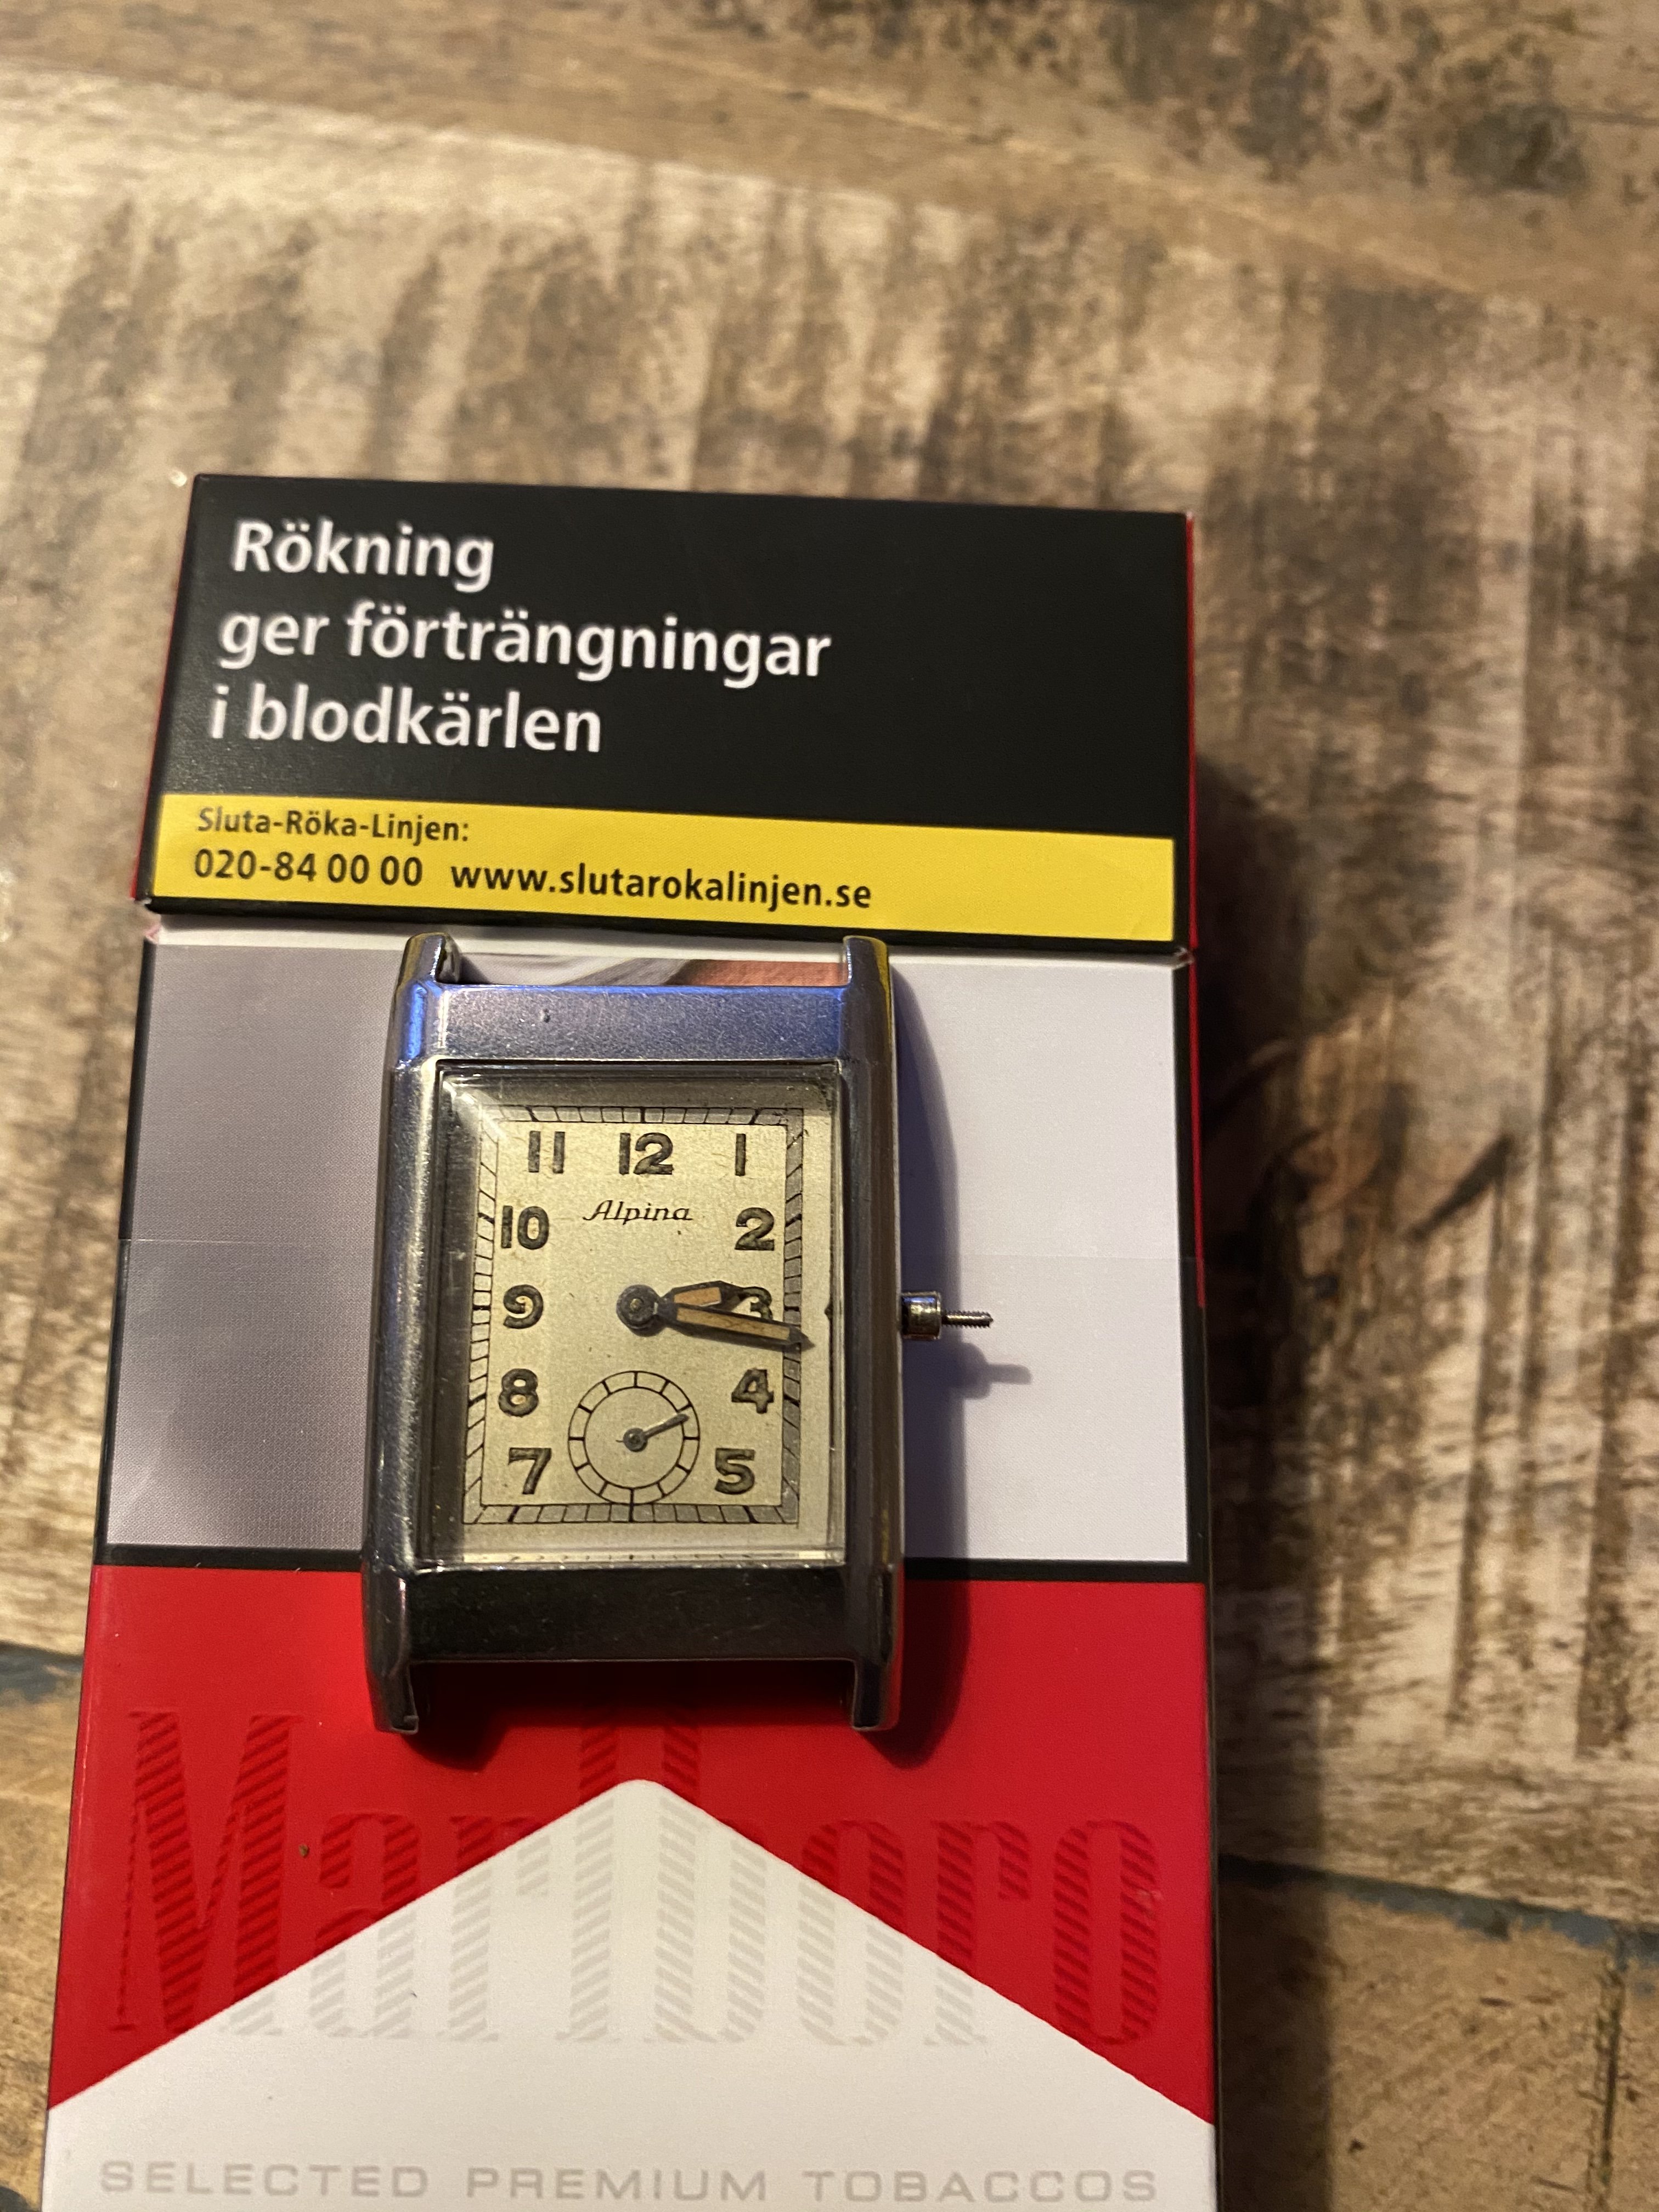 Rökning
ger förträngningar
i blodkärlen
Sluta-Röka-Linjen:
020-84 00 00 www.slutarokalinjen.se
11 12 1
Alpina
10 2
9 3
8 4
7 5
Marlboro
SELECTED PREMIUM TOBACCOS